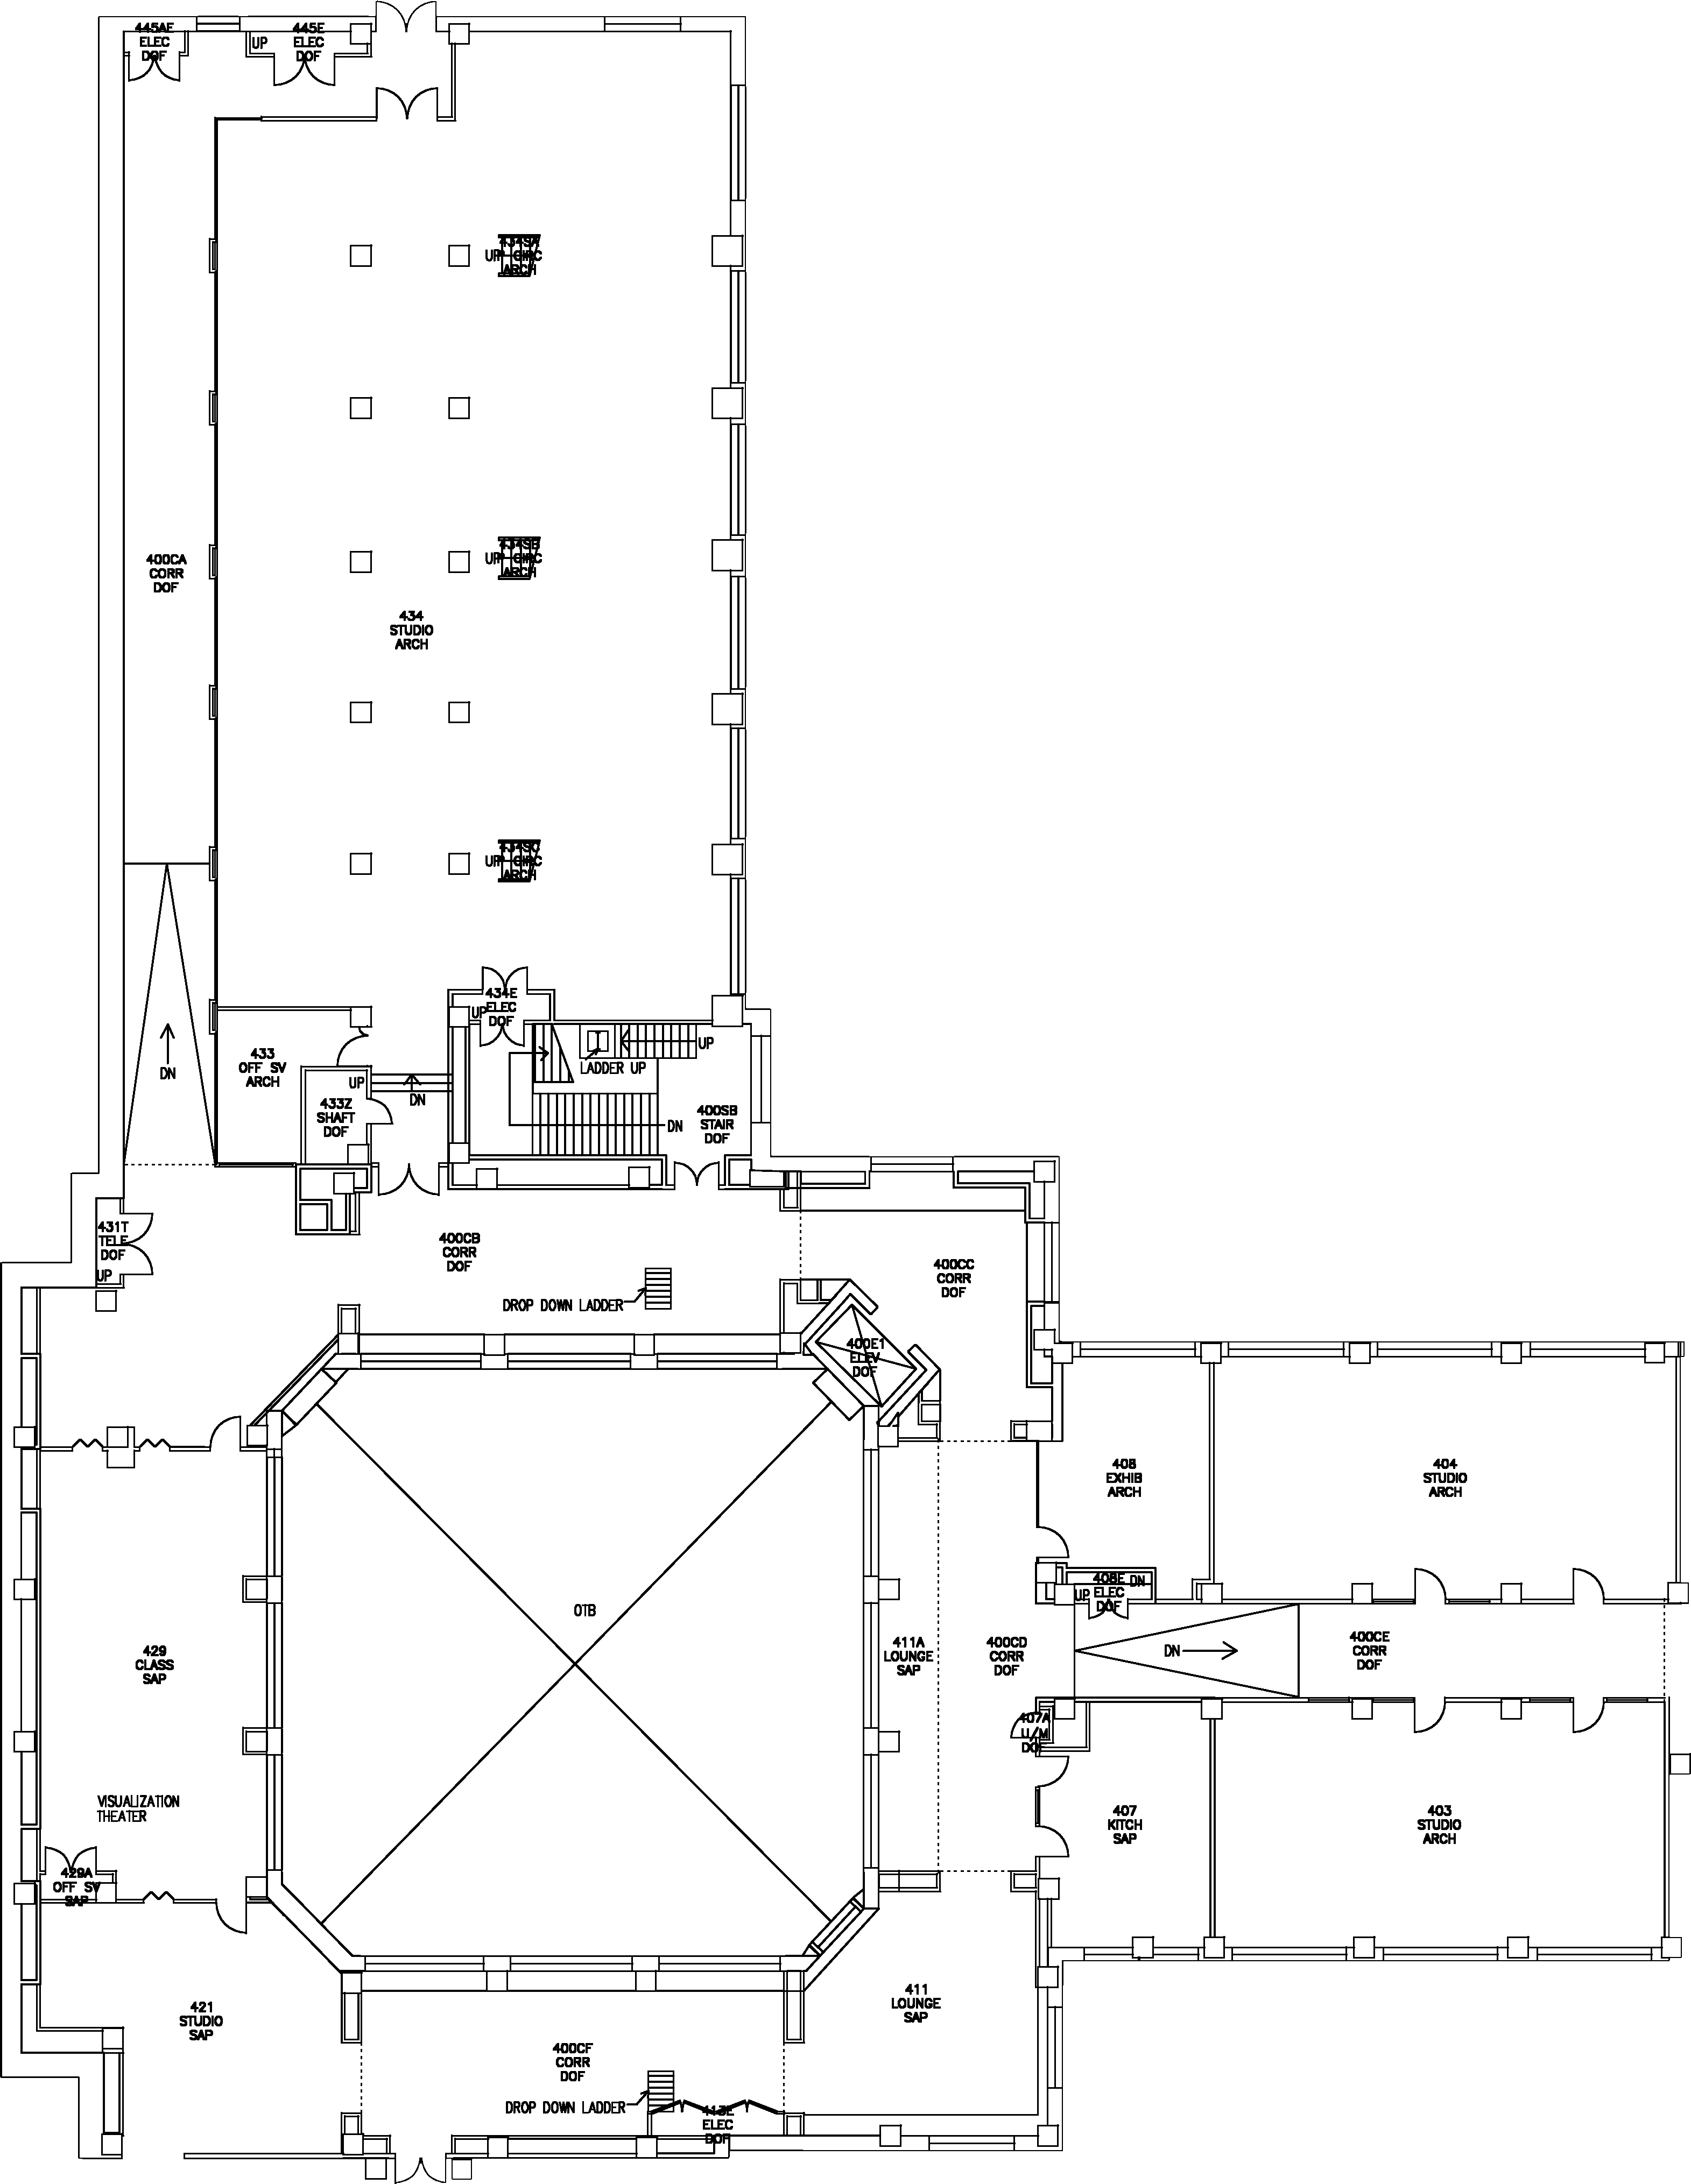 445AE
ELEC
DOF
UP
445E
ELEC
DOF
434SA
UP CIRC
ARCH
434SB
UP CIRC
ARCH
400CA
CORR
DOF
434
STUDIO
ARCH
434SC
UP CIRC
ARCH
434E
ELEC
DOF
UP
UP
LADDER UP
433
OFF SV
ARCH
DN
UP
DN
433Z
SHAFT
DOF
400SB
STAIR
DOF
DN
431T
TELE
DOF
UP
400CB
CORR
DOF
400CC
CORR
DOF
DROP DOWN LADDER
400E1
ELEV
DOF
408
EXHIB
ARCH
404
STUDIO
ARCH
408E
ELEC
DOF
DN
UP
OTB
429
CLASS
SAP
411A
LOUNGE
SAP
400CD
CORR
DOF
DN
400CE
CORR
DOF
407A
U/M
DOF
VISUALIZATION
THEATER
407
KITCH
SAP
403
STUDIO
ARCH
429A
OFF SV
SAP
421
STUDIO
SAP
411
LOUNGE
SAP
400CF
CORR
DOF
DROP DOWN LADDER
413E
ELEC
DOF